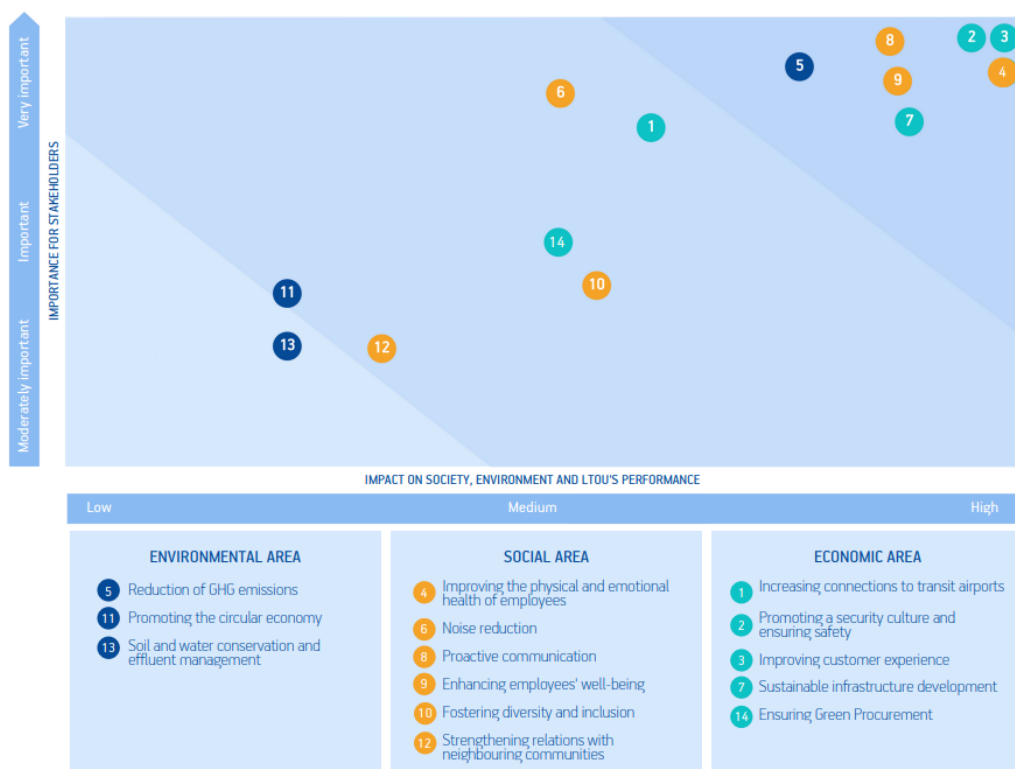 Very important
Important
Moderately important
IMPORTANCE FOR STAKEHOLDERS
2
3
8
5
4
9
6
7
1
14
10
11
13
12
IMPACT ON SOCIETY, ENVIRONMENT AND LTOU'S PERFORMANCE
Low
Medium
High
ENVIRONMENTAL AREA
5 Reduction of GHG emissions
11 Promoting the circular economy
13 Soil and water conservation and
effluent management
SOCIAL AREA
4 Improving the physical and emotional
health of employees
6 Noise reduction
8 Proactive communication
9 Enhancing employees' well-being
10 Fostering diversity and inclusion
12 Strengthening relations with
neighbouring communities
ECONOMIC AREA
1 Increasing connections to transit airports
2 Promoting a security culture and
ensuring safety
3 Improving customer experience
7 Sustainable infrastructure development
14 Ensuring Green Procurement